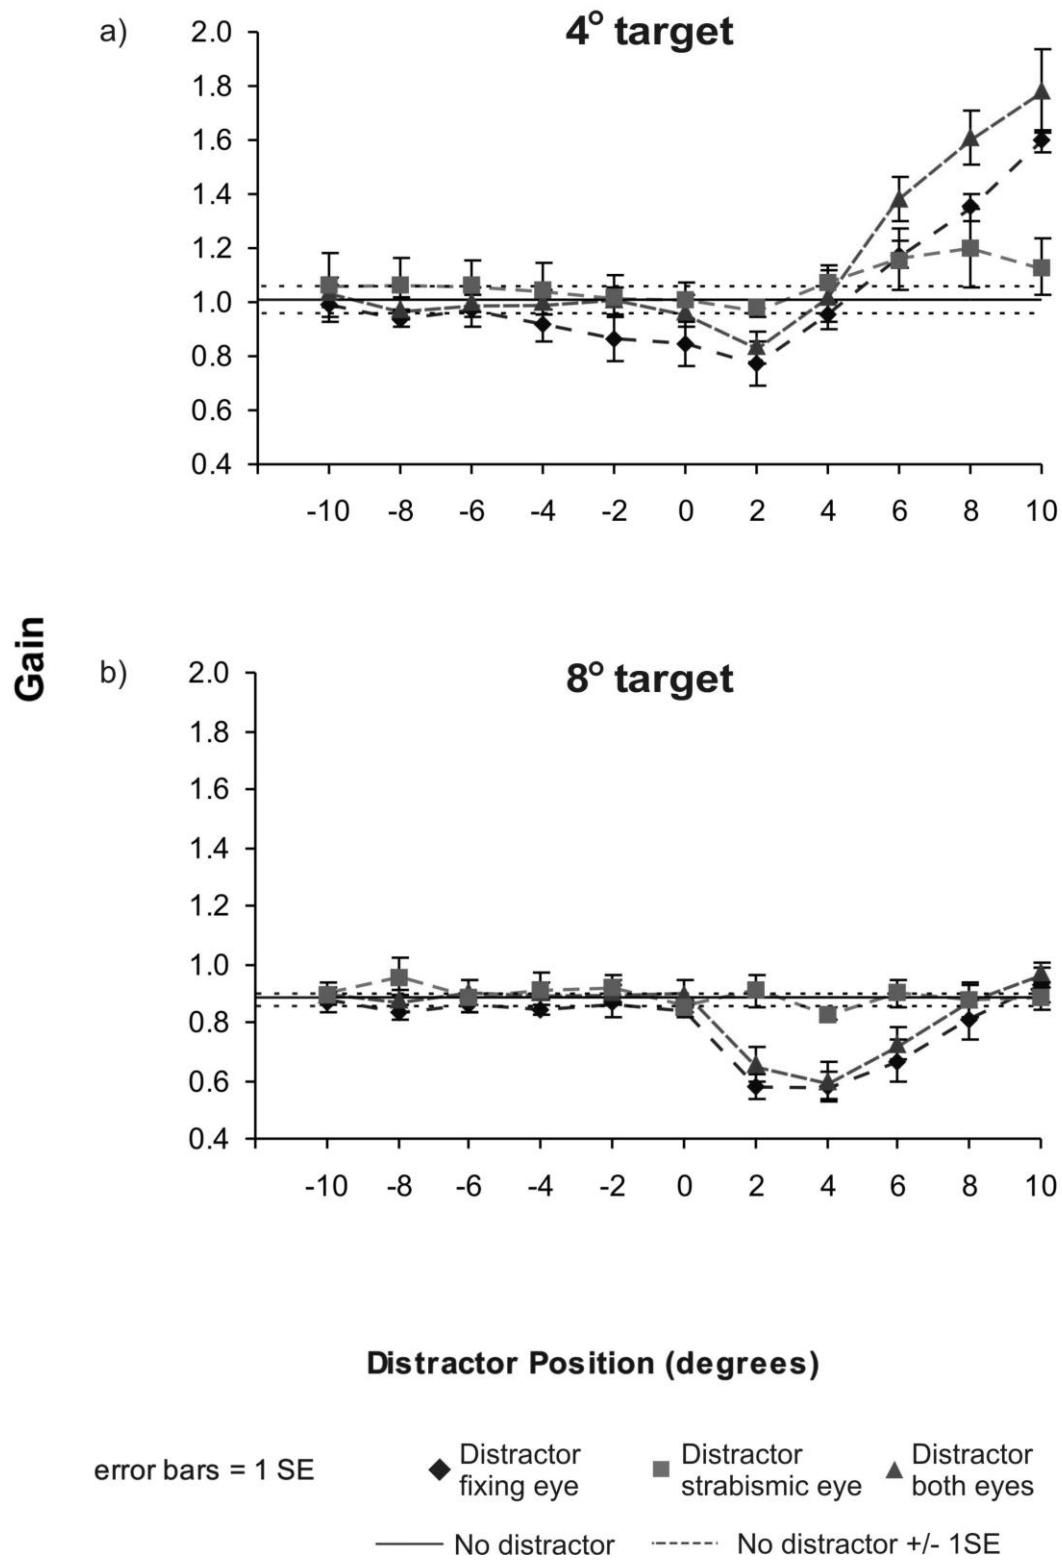 a)
4° target
2.0
1.8
1.6
1.4
1.2
1.0
0.8
0.6
0.4
-10 -8 -6 -4 -2 0 2 4 6 8 10
Gain
b)
8° target
2.0
1.8
1.6
1.4
1.2
1.0
0.8
0.6
0.4
-10 -8 -6 -4 -2 0 2 4 6 8 10
Distractor Position (degrees)
error bars = 1 SE
Distractor
fixing eye
Distractor
strabismic eye
Distractor
both eyes
No distractor
No distractor +/- 1SE